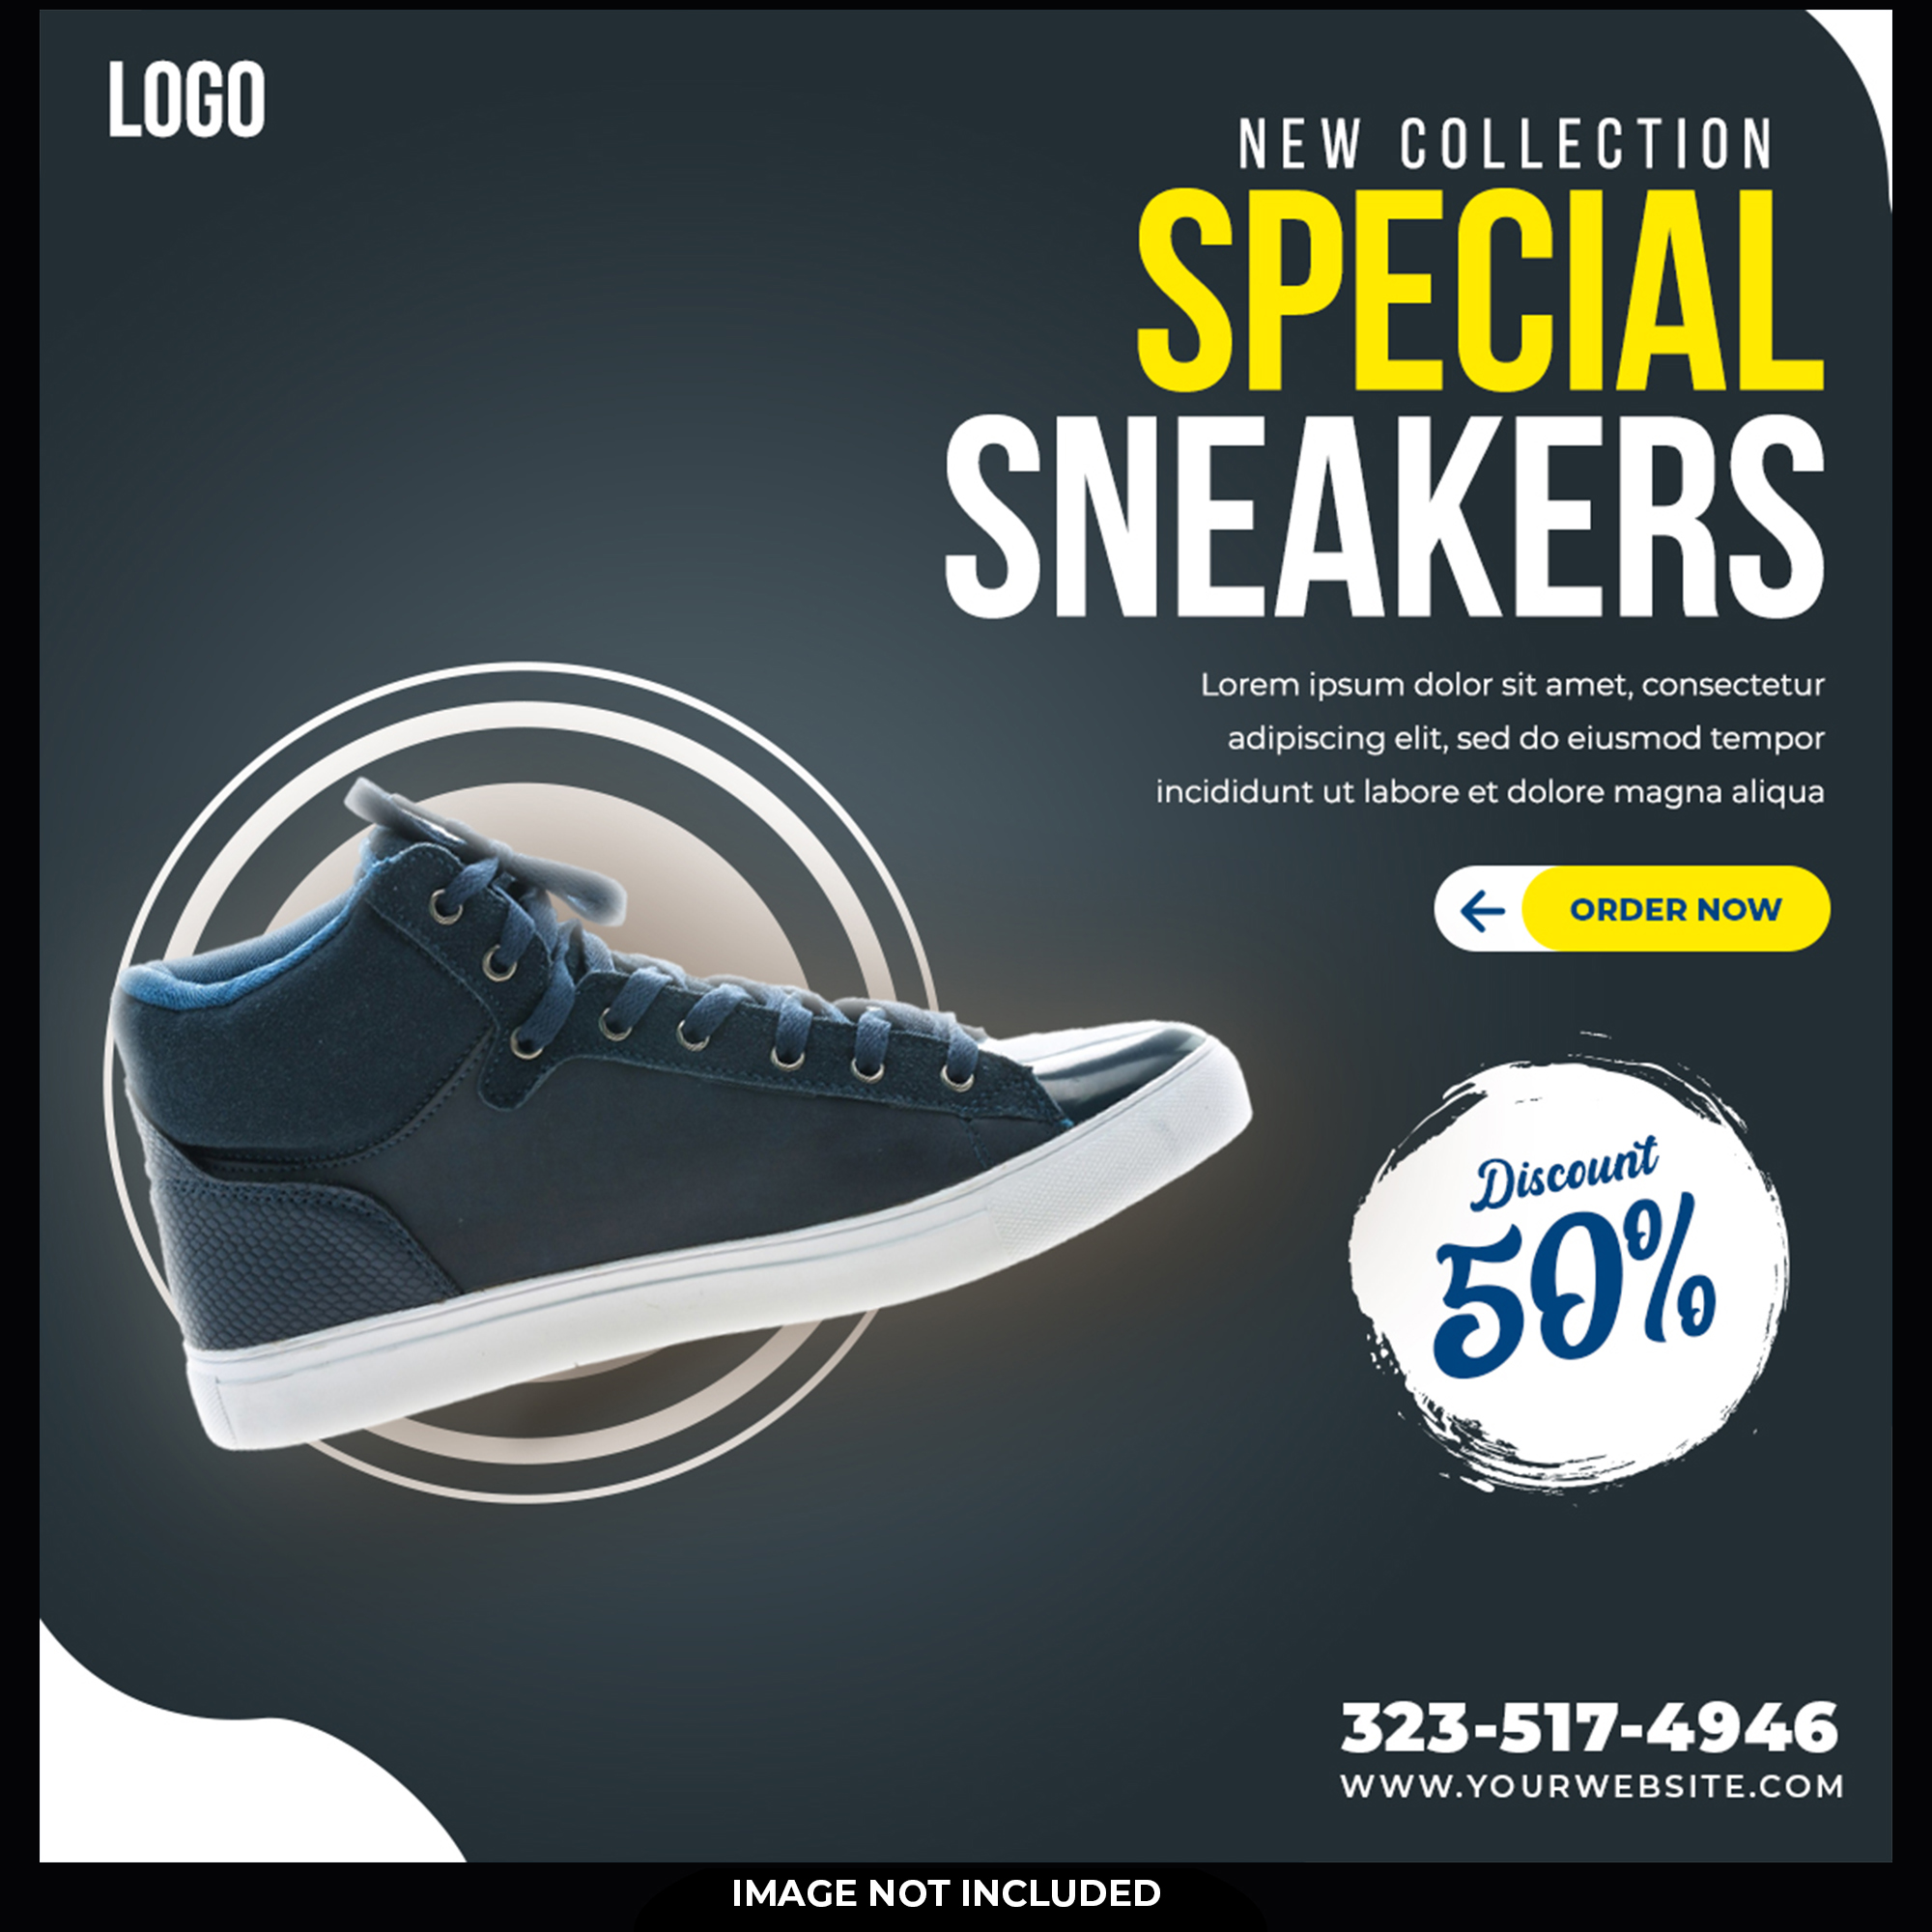 LOGO
NEW COLLECTION
SPECIAL
SNEAKERS
Lorem ipsum dolor sit amet, consectetur
adipiscing elit, sed do eiusmod tempor
incididunt ut labore et dolore magna aliqua
ORDER NOW
Discount
50%
323-517-4946
WWW.YOURWEBSITE.COM
IMAGE NOT INCLUDED